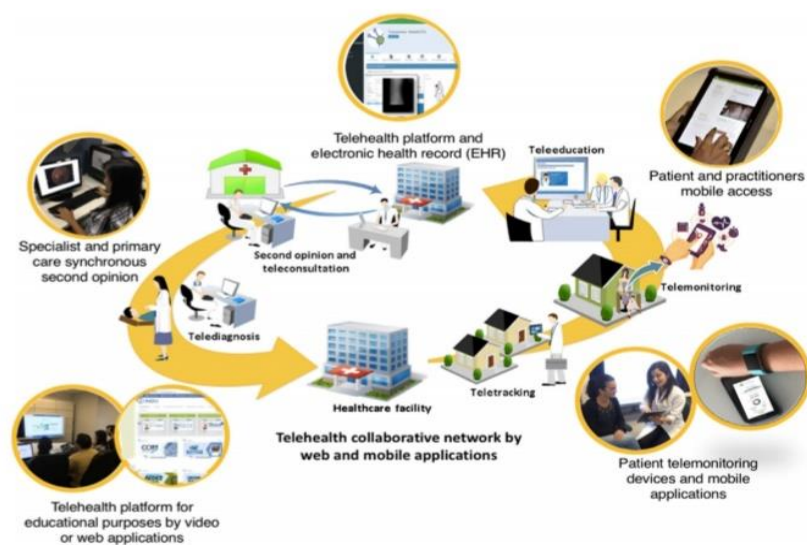 Telehealth platform and
electronic health record (EHR)
Teleeducation
Patient and practitioners
mobile access
Specialist and primary
care synchronous
second opinion
Second opinion and
teleconsultation
Telemonitoring
Telediagnosis
Healthcare facility
Teletracking
Telehealth collaborative network by
web and mobile applications
Patient telemonitoring
devices and mobile
applications
Telehealth platform for
educational purposes by video
or web applications